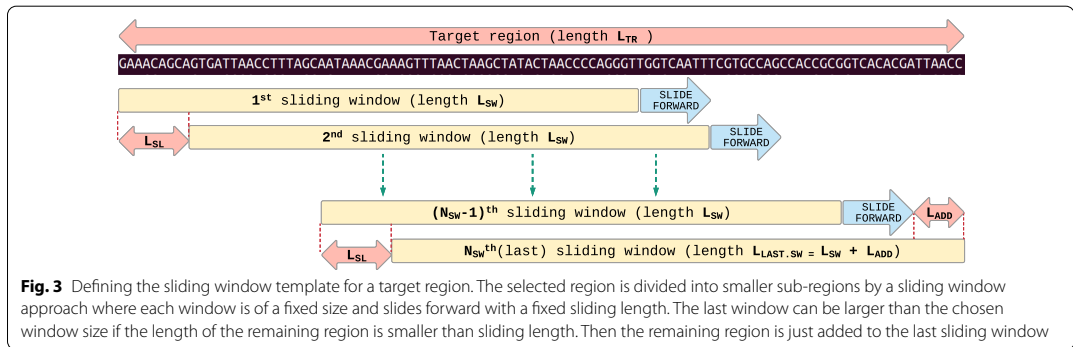 Target region (length LTR )
GAAACAGCAGTGATTAACCTTTAGCAATAAACGAAAGTTTAACTAAGCTATACTAACCCCAGGGTTGGTCAATTTCGTGCCAGCCACCGCGGTCACACGATTAACC
1st sliding window (length LSW)
SLIDE
FORWARD
LSL
2nd sliding window (length LSW)
SLIDE
FORWARD
(NSW-1)th sliding window (length LSW)
SLIDE
FORWARD
LADD
LSL
NSWth(last) sliding window (length LLAST.SW = LSW + LADD)
Fig. 3 Defining the sliding window template for a target region. The selected region is divided into smaller sub-regions by a sliding window
approach where each window is of a fixed size and slides forward with a fixed sliding length. The last window can be larger than the chosen
window size if the length of the remaining region is smaller than sliding length. Then the remaining region is just added to the last sliding window